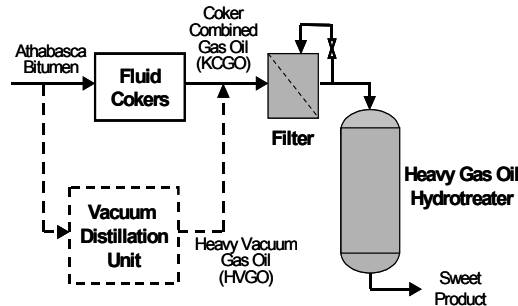 Athabasca
Bitumen
Fluid
Cokers
Coker
Combined
Gas Oil
(KCGO)
Filter
Heavy Gas Oil
Hydrotreater
Vacuum
Distillation
Unit
Heavy Vacuum
Gas Oil
(HVGO)
Sweet
Product